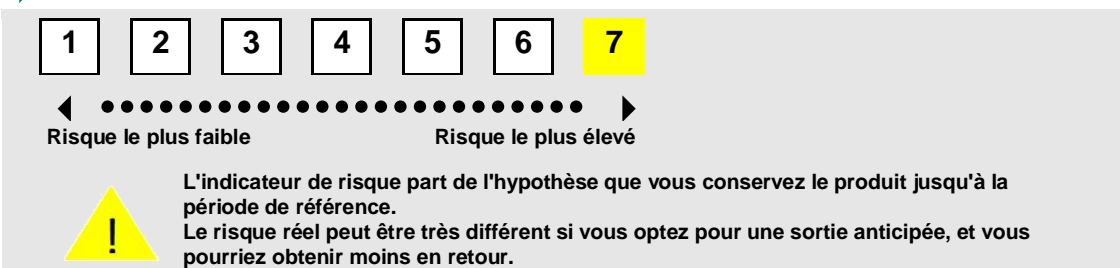 1 2 3 4 5 6 7
Risque le plus faible Risque le plus élevé
L'indicateur de risque part de l'hypothèse que vous conservez le produit jusqu'à la
période de référence.
! Le risque réel peut être très différent si vous optez pour une sortie anticipée, et vous
pourriez obtenir moins en retour.